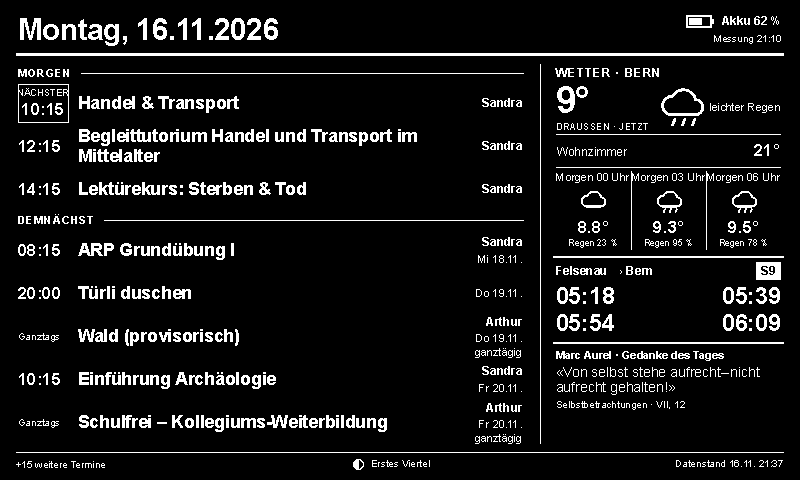 Montag, 16.11.2026
Akku 62 %
Messung 21:10
MORGEN
NÄCHSTER
10:15 Handel & Transport Sandra
12:15 Begleittutorium Handel und Transport im Mittelalter Sandra
14:15 Lektürekurs: Sterben & Tod Sandra
DEMNÄCHST
08:15 ARP Grundübung I Sandra
Mi 18.11.
20:00 Türli duschen Do 19.11.
Ganztags Wald (provisorisch) Arthur
Do 19.11.
ganztägig
10:15 Einführung Archäologie Sandra
Fr 20.11.
Ganztags Schulfrei – Kollegiums-Weiterbildung Arthur
Fr 20.11.
ganztägig
WETTER · BERN
9°
leichter Regen
DRAUSSEN · JETZT
Wohnzimmer 21°
Morgen 00 Uhr Morgen 03 Uhr Morgen 06 Uhr
8.8° 9.3° 9.5°
Regen 23 % Regen 95 % Regen 78 %
Felsenau › Bern S9
05:18 05:39
05:54 06:09
Marc Aurel · Gedanke des Tages
«Von selbst stehe aufrecht–nicht
aufrecht gehalten!»
Selbstbetrachtungen · VII, 12
+15 weitere Termine Erstes Viertel Datenstand 16.11. 21:37